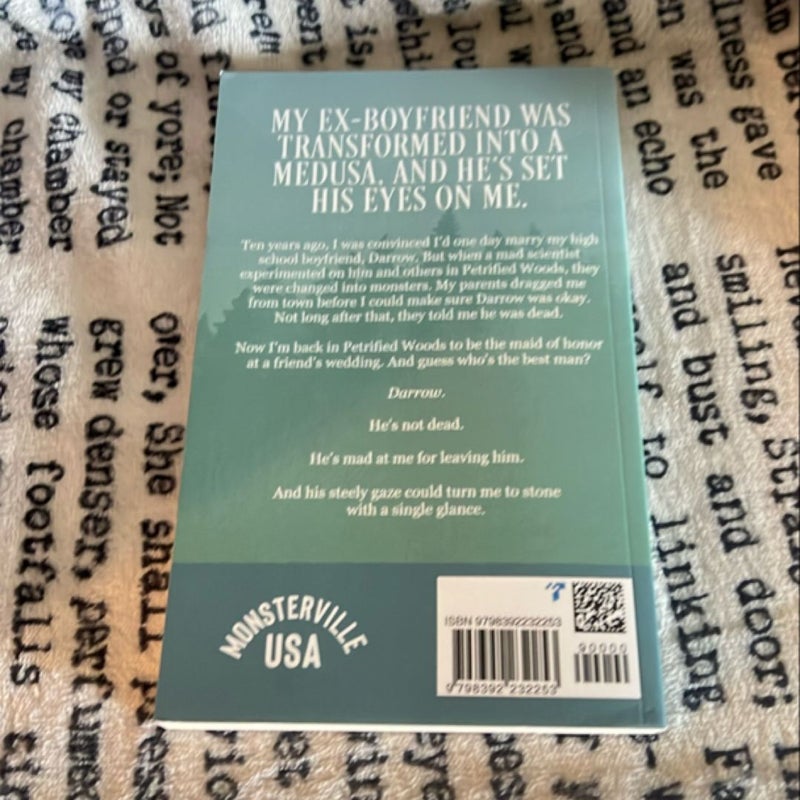 MY EX-BOYFRIEND WAS
TRANSFORMED INTO A
MEDUSA, AND HE'S SET
HIS EYES ON ME.
Ten years ago, I was convinced I'd one day marry my high
school boyfriend, Darrow. But when a mad scientist
experimented on him and others in Petrified Woods, they
were changed into monsters. My parents dragged me
from town before I could make sure Darrow was okay.
Not long after that, they told me he was dead.
Now I'm back in Petrified Woods to be the maid of honor
at a friend's wedding. And guess who's the best man?
Darrow.
He's not dead.
He's mad at me for leaving him.
And his steely gaze could turn me to stone
with a single glance.
MONSTERVILLE
USA
ISBN 9798392232253
90000
9 798392 232253
ys of yore; Not
pped or stayed
my chamber
chamber
o'er, She shall
grew denser,
whose footfalls
lness gave
was the
and an echo
smiling, Stra
and bust and door;
to linking